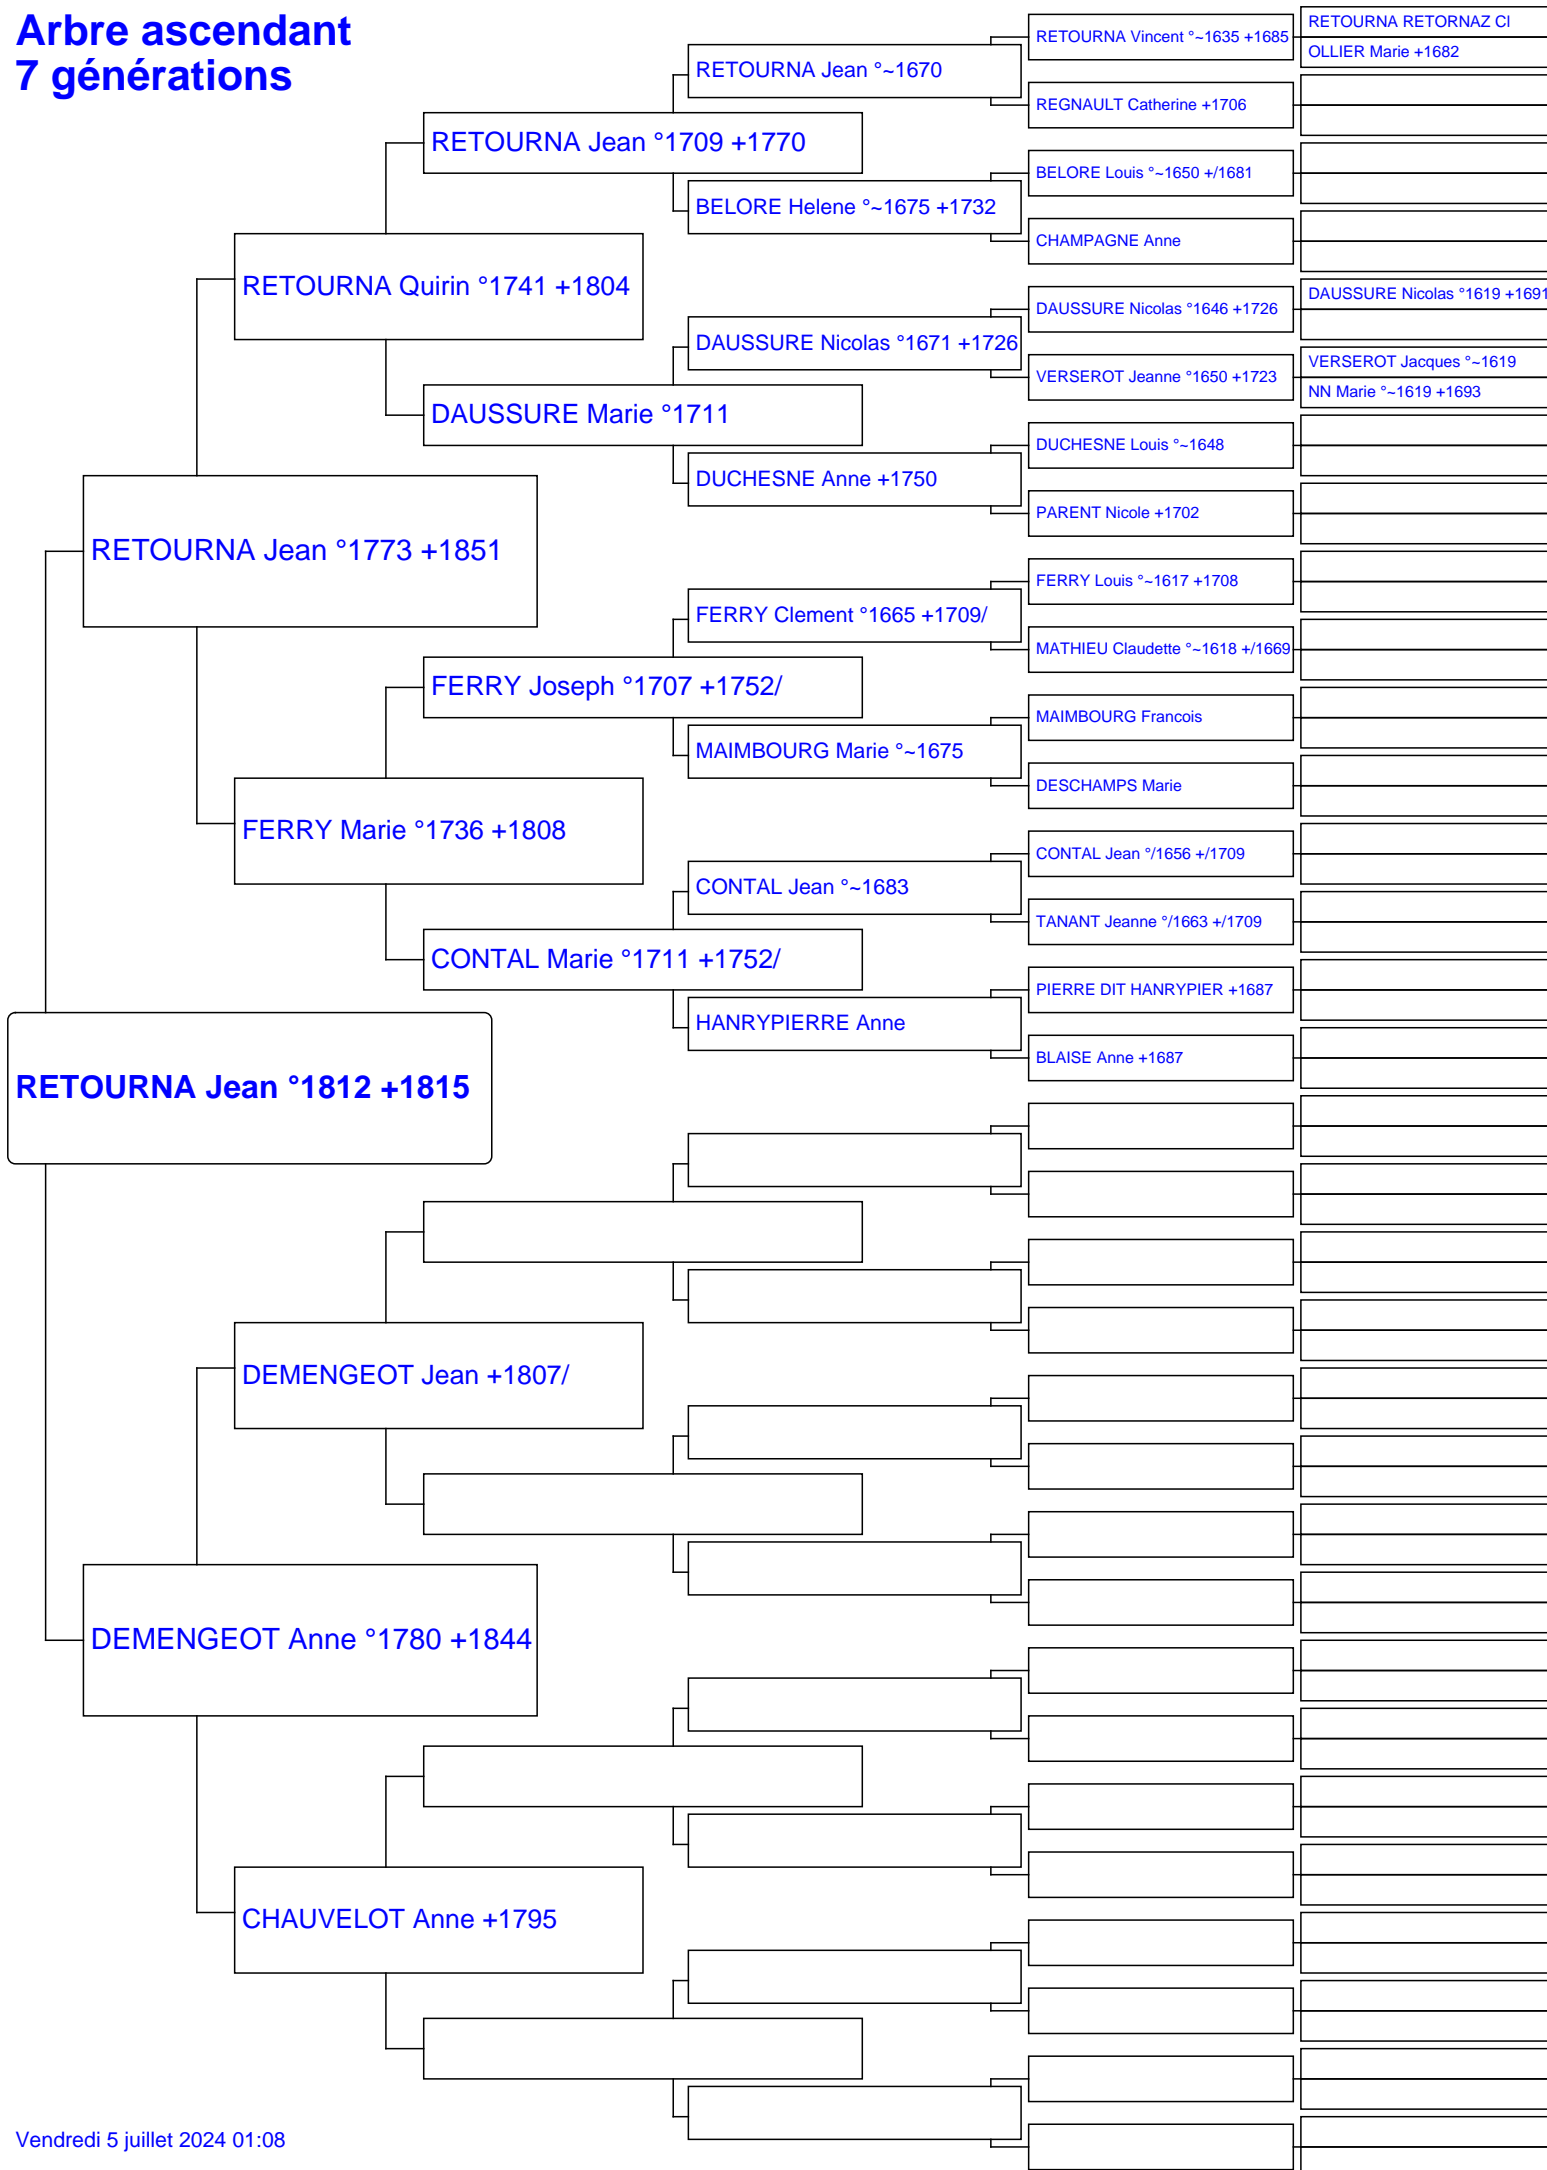 Arbre ascendant
7 générations
RETOURNA Jean °1812 +1815
RETOURNA Jean °1773 +1851
DEMENGEOT Anne °1780 +1844
RETOURNA Quirin °1741 +1804
FERRY Marie °1736 +1808
DEMENGEOT Jean +1807/
CHAUVELOT Anne +1795
RETOURNA Jean °1709 +1770
DAUSSURE Marie °1711
FERRY Joseph °1707 +1752/
CONTAL Marie °1711 +1752/
RETOURNA Jean °~1670
BELORE Helene °~1675 +1732
DAUSSURE Nicolas °1671 +1726
DUCHESNE Anne +1750
FERRY Clement °1665 +1709/
MAIMBOURG Marie °~1675
CONTAL Jean °~1683
HANRYPIERRE Anne
RETOURNA Vincent °~1635 +1685
REGNAULT Catherine +1706
BELORE Louis °~1650 +/1681
CHAMPAGNE Anne
DAUSSURE Nicolas °1646 +1726
VERSEROT Jeanne °1650 +1723
DUCHESNE Louis °~1648
PARENT Nicole +1702
FERRY Louis °~1617 +1708
MATHIEU Claudette °~1618 +/1669
MAIMBOURG Francois
DESCHAMPS Marie
CONTAL Jean °/1656 +/1709
TANANT Jeanne °/1663 +/1709
PIERRE DIT HANRYPIER +1687
BLAISE Anne +1687
RETOURNA RETORNAZ Cl
OLLIER Marie +1682
DAUSSURE Nicolas °1619 +1691
VERSEROT Jacques °~1619
NN Marie °~1619 +1693
Vendredi 5 juillet 2024 01:08